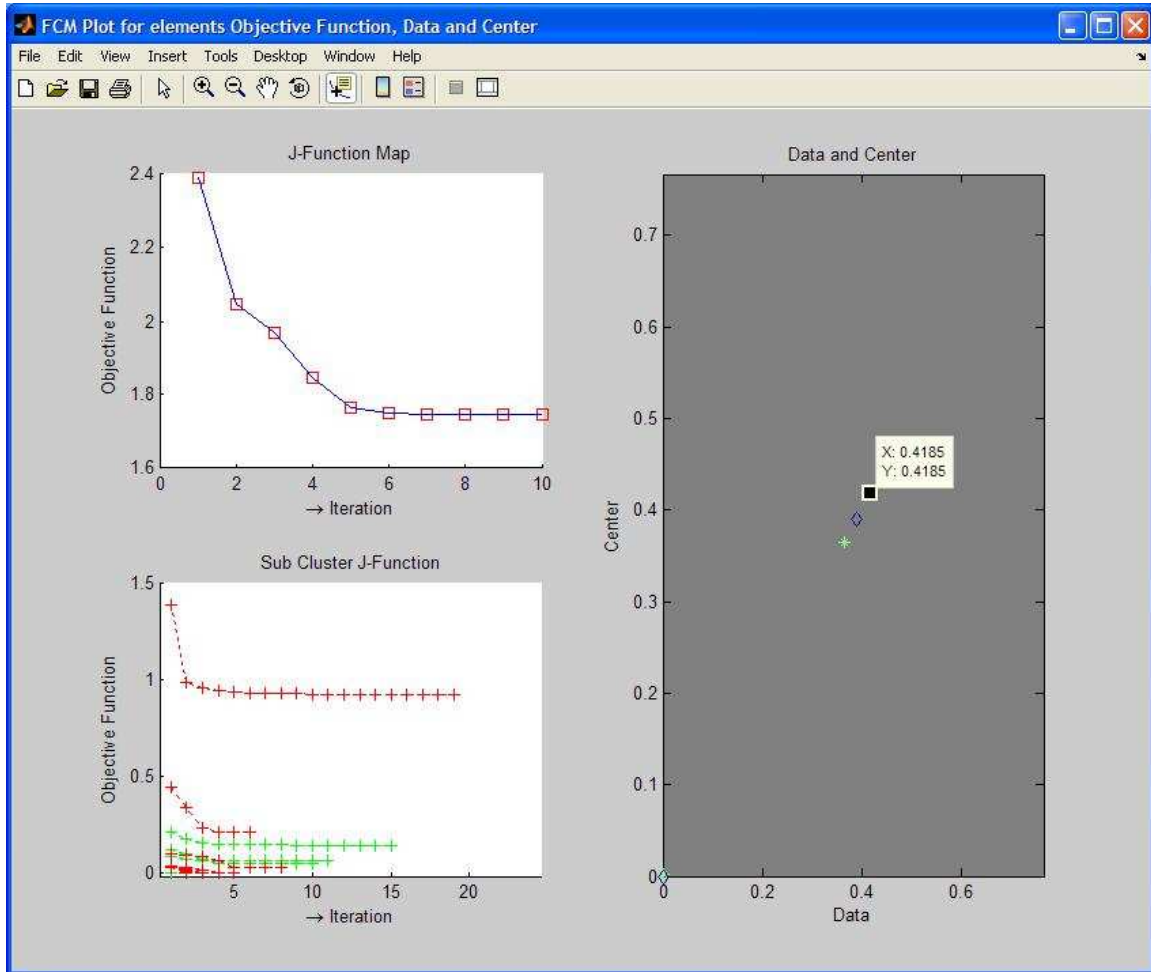 FCM Plot for elements Objective Function, Data and Center
File Edit View Insert Tools Desktop Window Help
J-Function Map
2.4
2.2
2
1.8
1.6
Objective Function
0 2 4 6 8 10
→ Iteration
Sub Cluster J-Function
1.5
1
0.5
0
Objective Function
5 10 15 20
→ Iteration
Data and Center
0.7
0.6
0.5
0.4
0.3
0.2
0.1
0
Center
X: 0.4185
Y: 0.4185
0 0.2 0.4 0.6
Data